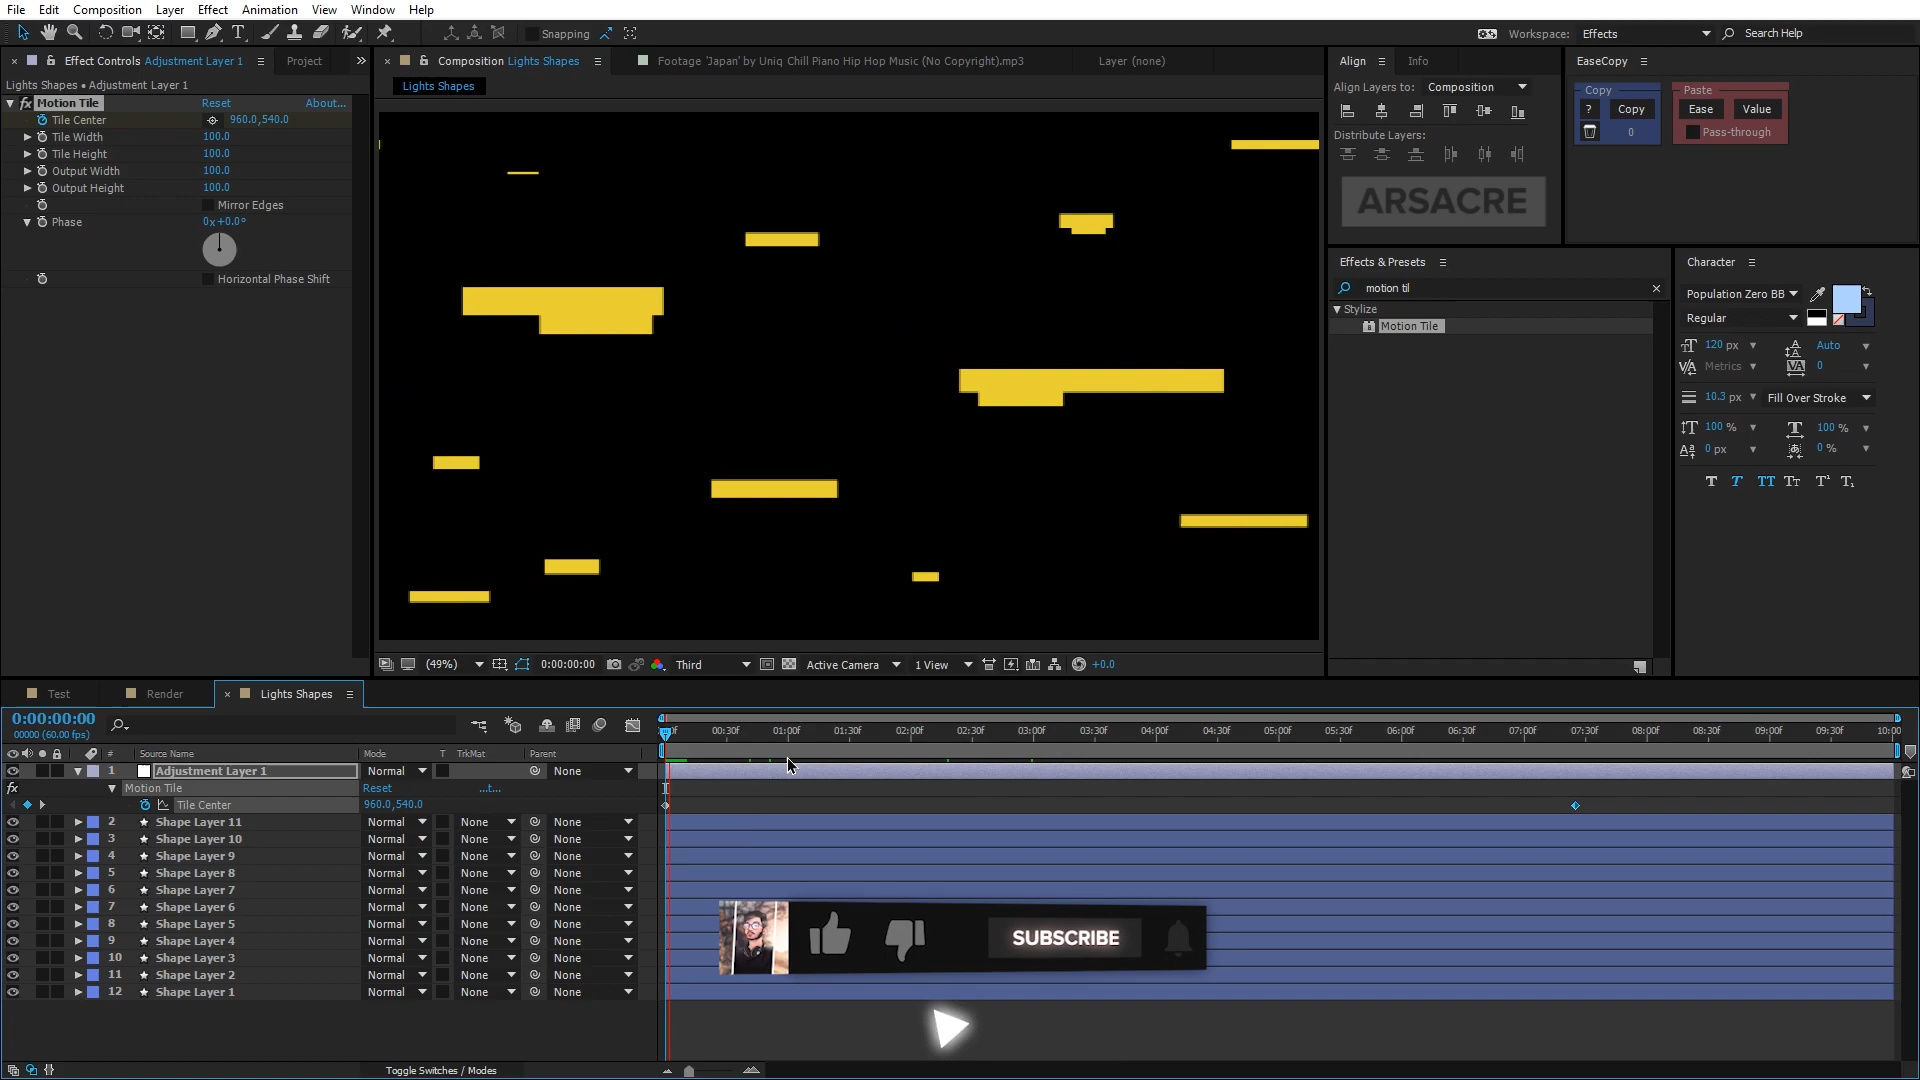 File Edit Composition Layer Effect Animation View Window Help
Snapping
Workspace: Effects Search Help
Effect Controls Adjustment Layer 1 Project
Lights Shapes • Adjustment Layer 1
fx Motion Tile Reset About...
Tile Center 960.0,540.0
Tile Width 100.0
Tile Height 100.0
Output Width 100.0
Output Height 100.0
Mirror Edges
Phase 0x+0.0°
Horizontal Phase Shift
Composition Lights Shapes Footage 'Japan' by Uniq Chill Piano Hip Hop Music (No Copyright).mp3 Layer (none)
Lights Shapes
(49%) 0:00:00:00 Third Active Camera 1 View +0.0
Align Info
Align Layers to: Composition
Distribute Layers:
ARSACRE
EaseCopy
Copy Paste
? Copy Ease Value
0 Pass-through
Effects & Presets
motion til
Stylize
Motion Tile
Character
Population Zero BB
Regular
120 px Auto
Metrics 0
10.3 px Fill Over Stroke
100 % 100 %
0 px 0 %
T T TT Tt T¹ T₁
Test Render Lights Shapes
0:00:00:00
00000 (60.00 fps)
00:30f 01:00f 01:30f 02:00f 02:30f 03:00f 03:30f 04:00f 04:30f 05:00f 05:30f 06:00f 06:30f 07:00f 07:30f 08:00f 08:30f 09:00f 09:30f 10:00
# Source Name Mode T TrkMat Parent
1 Adjustment Layer 1 Normal None
fx Motion Tile Reset ...t...
Tile Center 960.0,540.0
2 Shape Layer 11 Normal None None
3 Shape Layer 10 Normal None None
4 Shape Layer 9 Normal None None
5 Shape Layer 8 Normal None None
6 Shape Layer 7 Normal None None
7 Shape Layer 6 Normal None None
8 Shape Layer 5 Normal None None
9 Shape Layer 4 Normal None None
10 Shape Layer 3 Normal None None
11 Shape Layer 2 Normal None None
12 Shape Layer 1 Normal None None
SUBSCRIBE
Toggle Switches / Modes